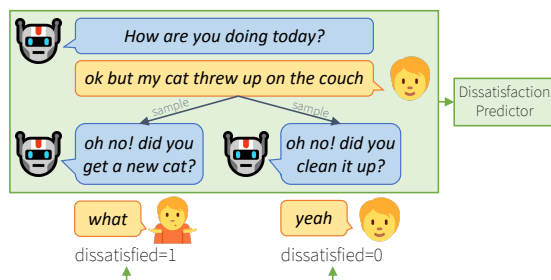 How are you doing today?
ok but my cat threw up on the couch
Dissatisfaction
Predictor
sample
sample
oh no! did you
get a new cat?
oh no! did you
clean it up?
what
yeah
dissatisfied=1
dissatisfied=0